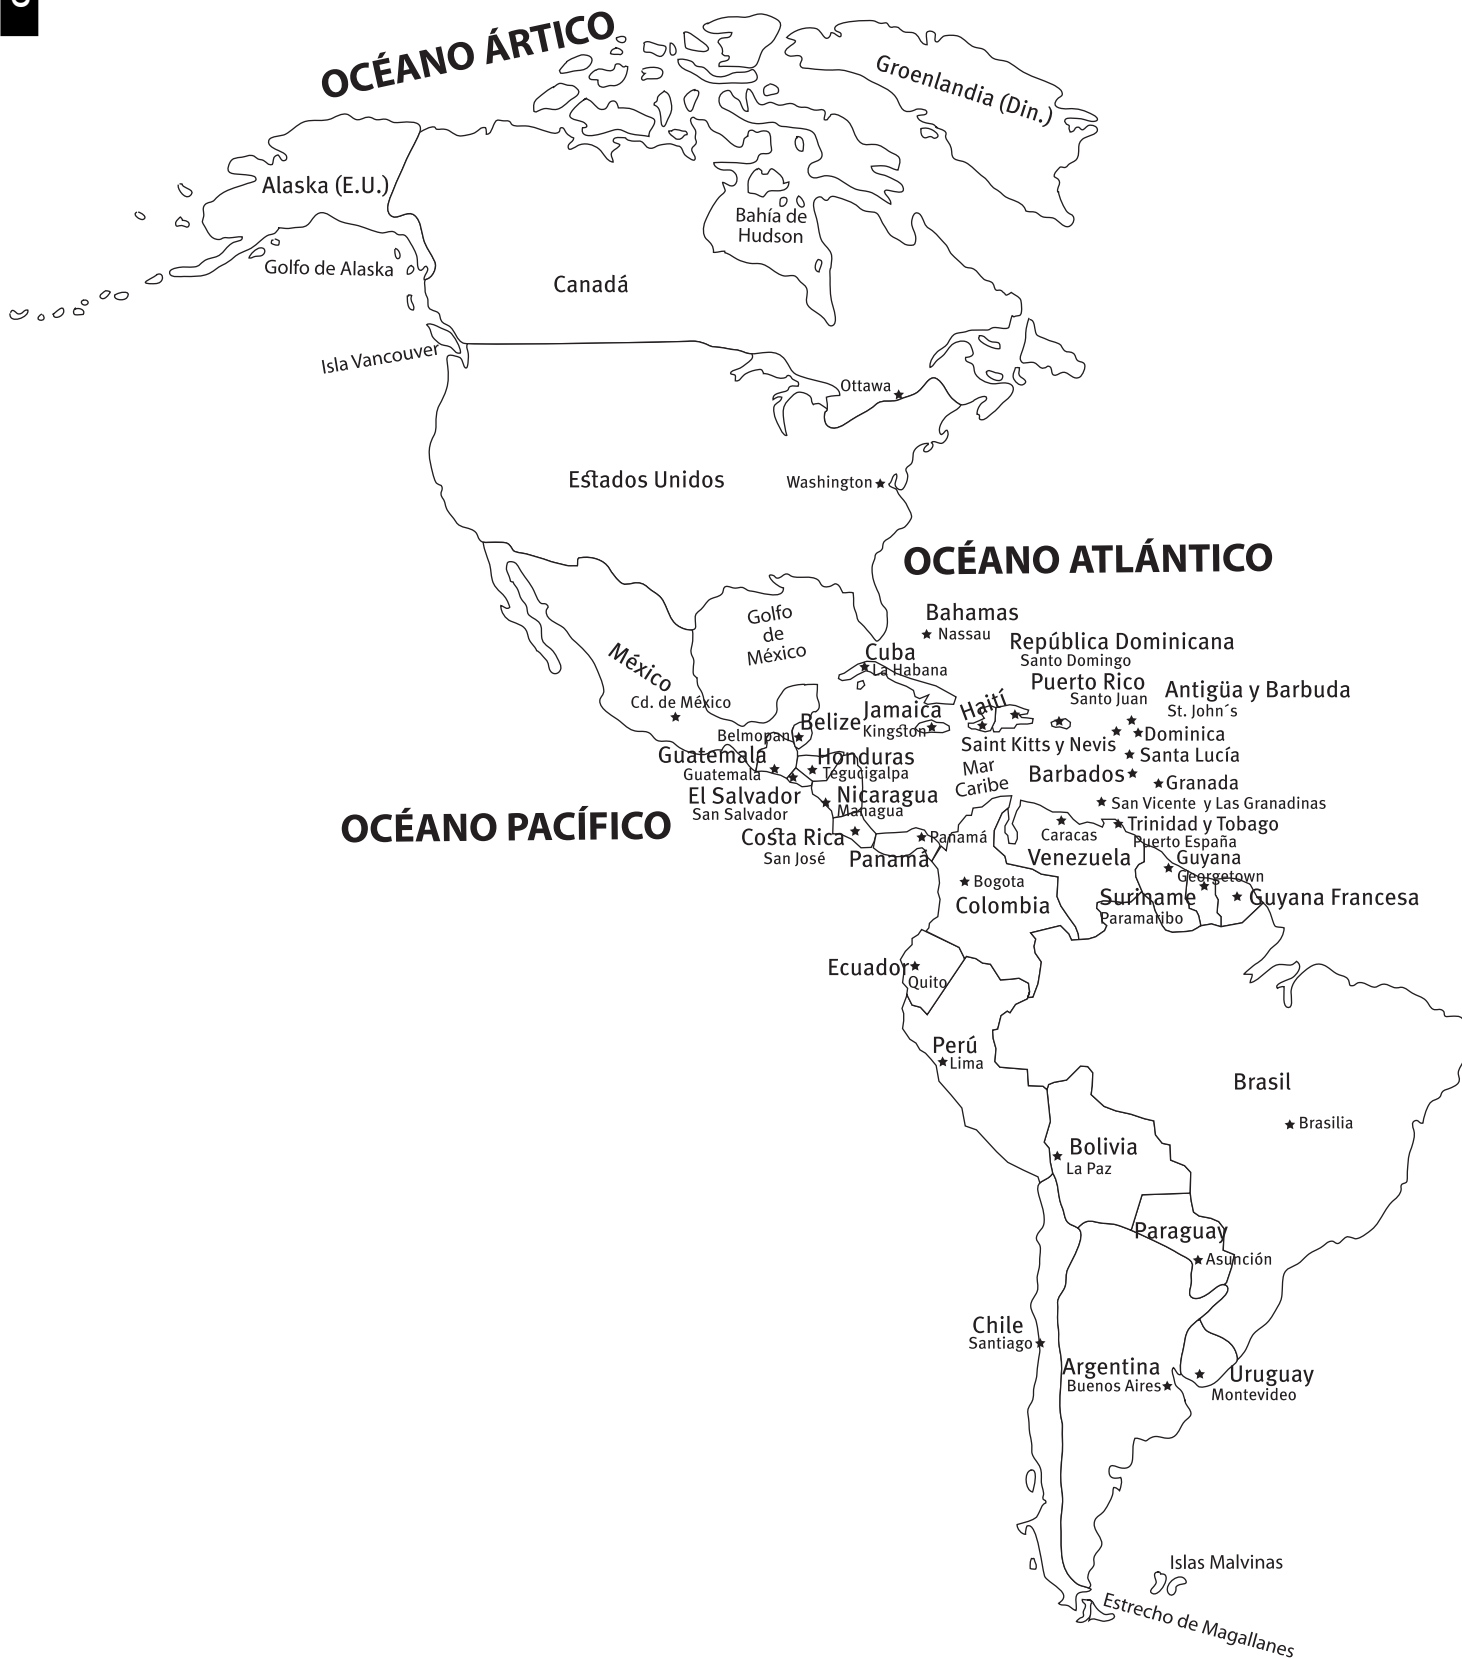 OCÉANO ÁRTICO
Groenlandia (Din.)
Alaska (E.U.)
Bahía de
Hudson
Golfo de Alaska
Canadá
Isla Vancouver
Ottawa
Estados Unidos
Washington
OCÉANO ATLÁNTICO
Golfo
de
México
Bahamas
Nassau
República Dominicana
Santo Domingo
Cuba
La Habana
México
Cd. de México
Puerto Rico
Santo Juan
Antigüa y Barbuda
St. John´s
Haití
Jamaica
Kingston
Belize
Belmopan
Saint Kitts y Nevis
Dominica
Santa Lucía
Guatemala
Guatemala
Honduras
Tegucigalpa
Mar
Caribe
Barbados
Granada
El Salvador
San Salvador
Nicaragua
Managua
San Vicente y Las Granadinas
OCÉANO PACÍFICO
Trinidad y Tobago
Puerto España
Costa Rica
San José
Panamá
Panamá
Caracas
Venezuela
Guyana
Georgetown
Bogota
Colombia
Suriname
Paramaribo
Guyana Francesa
Ecuador
Quito
Perú
Lima
Brasil
Brasilia
Bolivia
La Paz
Paraguay
Asunción
Chile
Santiago
Argentina
Buenos Aires
Uruguay
Montevideo
Islas Malvinas
Estrecho de Magallanes